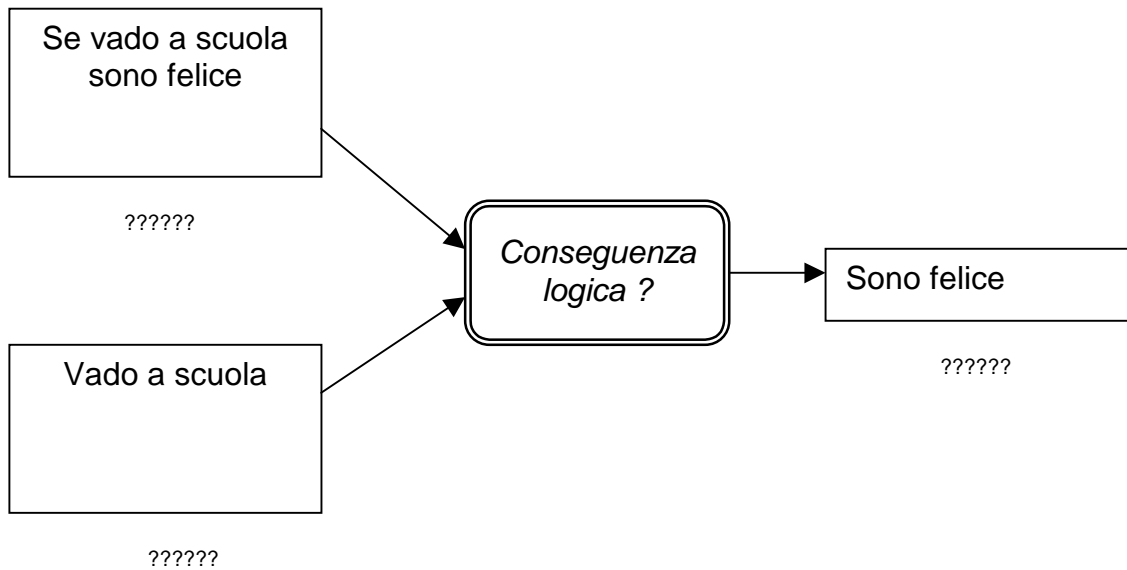 Se vado a scuola
sono felice
??????
Conseguenza
logica ?
Sono felice
??????
Vado a scuola
??????